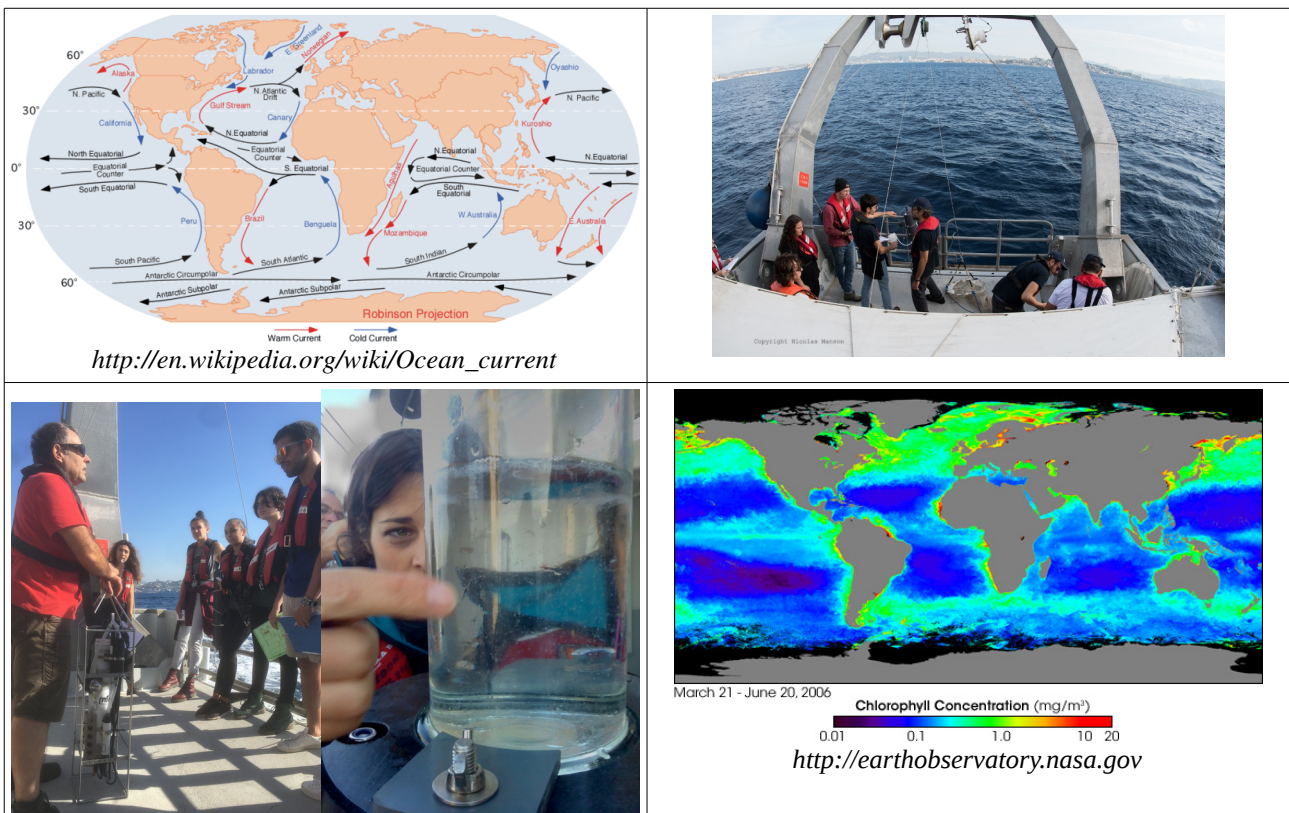 E. Greenland
Norwegian
60°
Alaska
Labrador
Oyashio
N. Pacific
N. Atlantic
Drift
N. Pacific
Gulf Stream
30°
California
Canary
Kuroshio
N.Equatorial
N.Equatorial
N.Equatorial
North Equatorial
Equatorial
Counter
0°
Equatorial
Counter
S. Equatorial
Equatorial Counter
Agulhas
South Equatorial
South
Equatorial
Peru
Brazil
Benguela
W.Australia
E.Australia
30°
Mozambique
South Pacific
South Atlantic
South Indian
Antarctic Circumpolar
Antarctic Circumpolar
60°
Antarctic Subpolar
Antarctic Subpolar
Robinson Projection
Warm Current
Cold Current
http://en.wikipedia.org/wiki/Ocean_current
Copyright Nicolas Manson
March 21 - June 20, 2006
Chlorophyll Concentration (mg/m³)
0.01 0.1 1.0 10 20
http://earthobservatory.nasa.gov